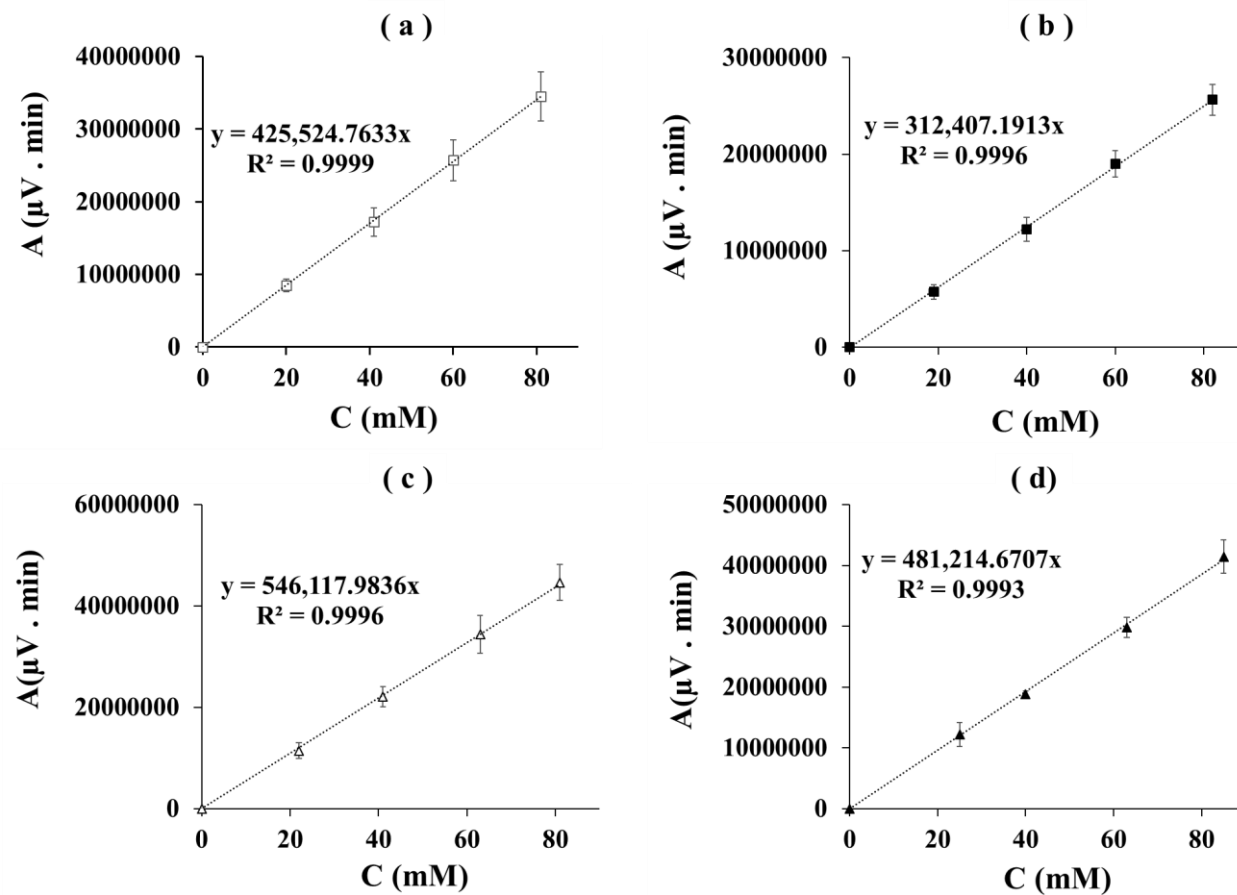 ( a )
40000000
30000000
20000000
10000000
0
y = 425,524.7633x
R² = 0.9999
A (µV . min)
0 20 40 60 80
C (mM)
( b )
30000000
20000000
10000000
0
y = 312,407.1913x
R² = 0.9996
A (µV . min)
0 20 40 60 80
C (mM)
( c )
60000000
40000000
20000000
0
y = 546,117.9836x
R² = 0.9996
A(µV . min)
0 20 40 60 80
C (mM)
( d)
50000000
40000000
30000000
20000000
10000000
0
y = 481,214.6707x
R² = 0.9993
A(µV . min)
0 20 40 60 80
C (mM)